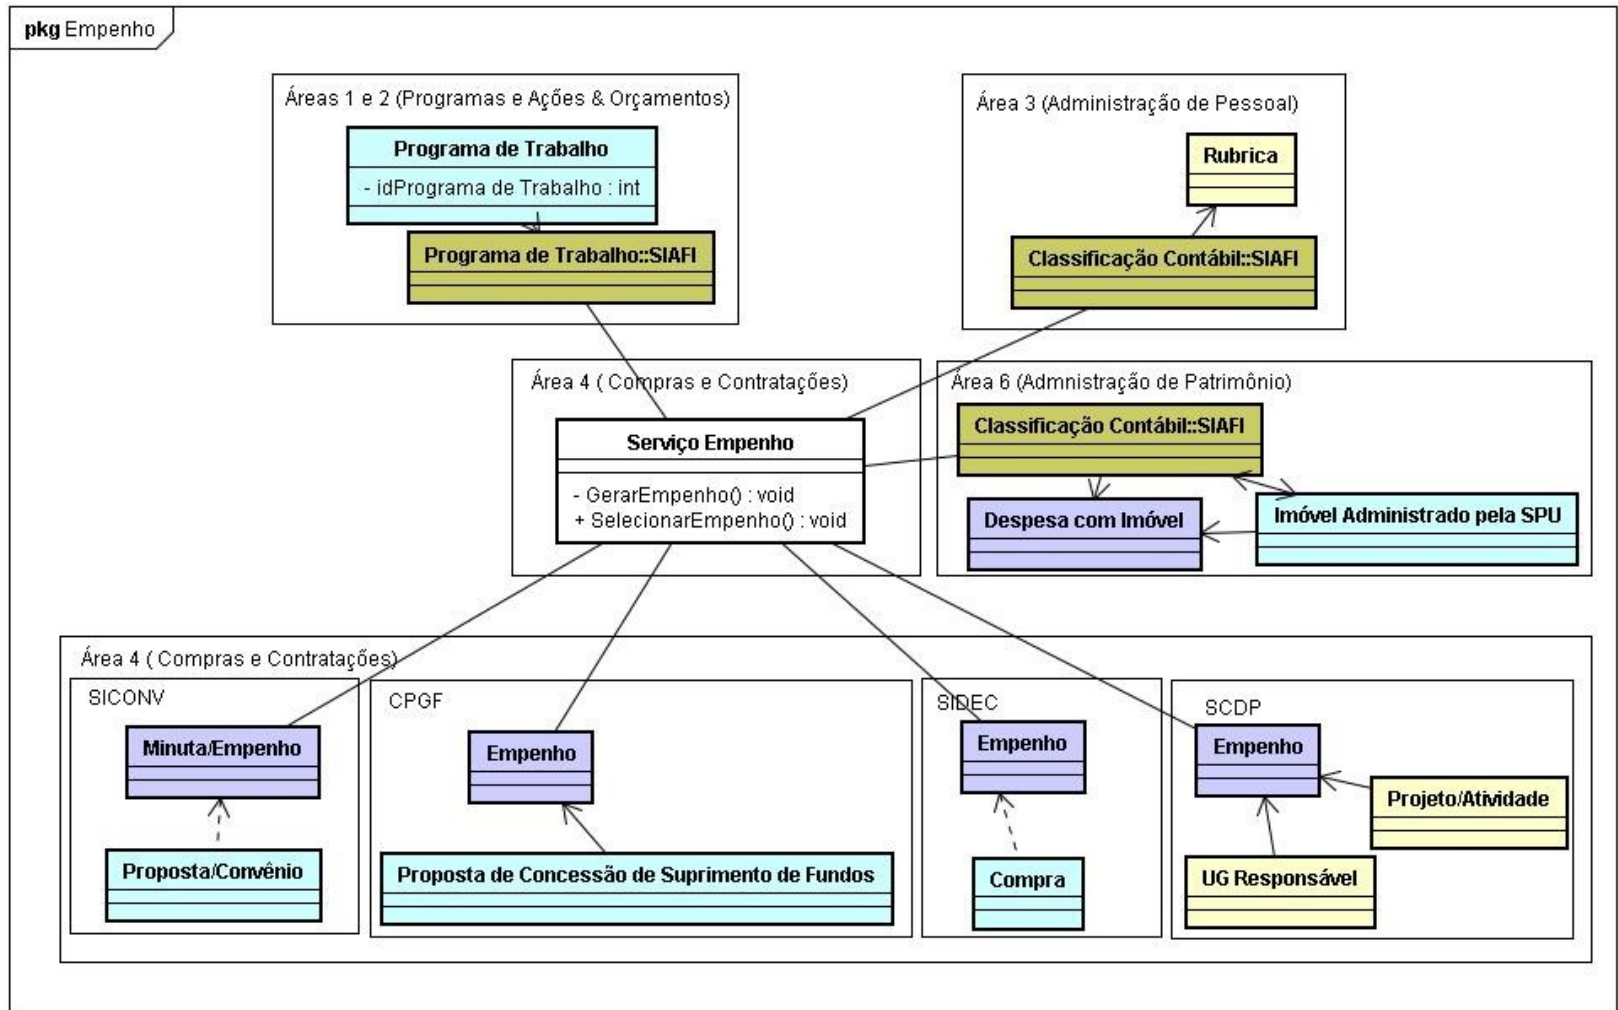 pkg Empenho
Áreas 1 e 2 (Programas e Ações & Orçamentos)
Programa de Trabalho
- idPrograma de Trabalho : int
Programa de Trabalho::SIAFI
Área 3 (Administração de Pessoal)
Rubrica
Classificação Contábil::SIAFI
Área 4 ( Compras e Contratações)
Serviço Empenho
- GerarEmpenho() : void
+ SelecionarEmpenho() : void
Área 6 (Admnistração de Patrimônio)
Classificação Contábil::SIAFI
Despesa com Imóvel
Imóvel Administrado pela SPU
Área 4 ( Compras e Contratações)
SICONV
Minuta/Empenho
Proposta/Convênio
CPGF
Empenho
Proposta de Concessão de Suprimento de Fundos
SIDEC
Empenho
Compra
SCDP
Empenho
Projeto/Atividade
UG Responsável